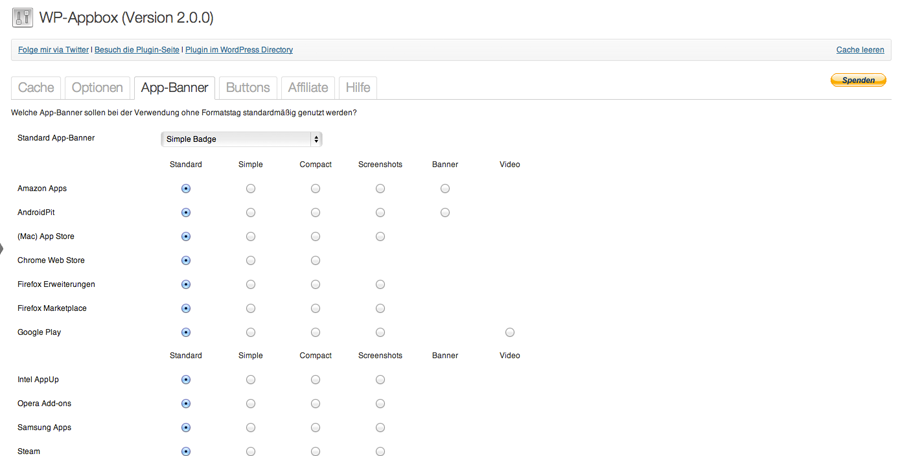 WP-Appbox (Version 2.0.0)
Folge mir via Twitter | Besuch die Plugin-Seite | Plugin im WordPress Directory Cache leeren
Cache Optionen App-Banner Buttons Affiliate Hilfe Spenden
Welche App-Banner sollen bei der Verwendung ohne Formatstag standardmäßig genutzt werden?
Standard App-Banner Simple Badge
Standard Simple Compact Screenshots Banner Video
Amazon Apps
AndroidPit
(Mac) App Store
Chrome Web Store
Firefox Erweiterungen
Firefox Marketplace
Google Play
Standard Simple Compact Screenshots Banner Video
Intel AppUp
Opera Add-ons
Samsung Apps
Steam